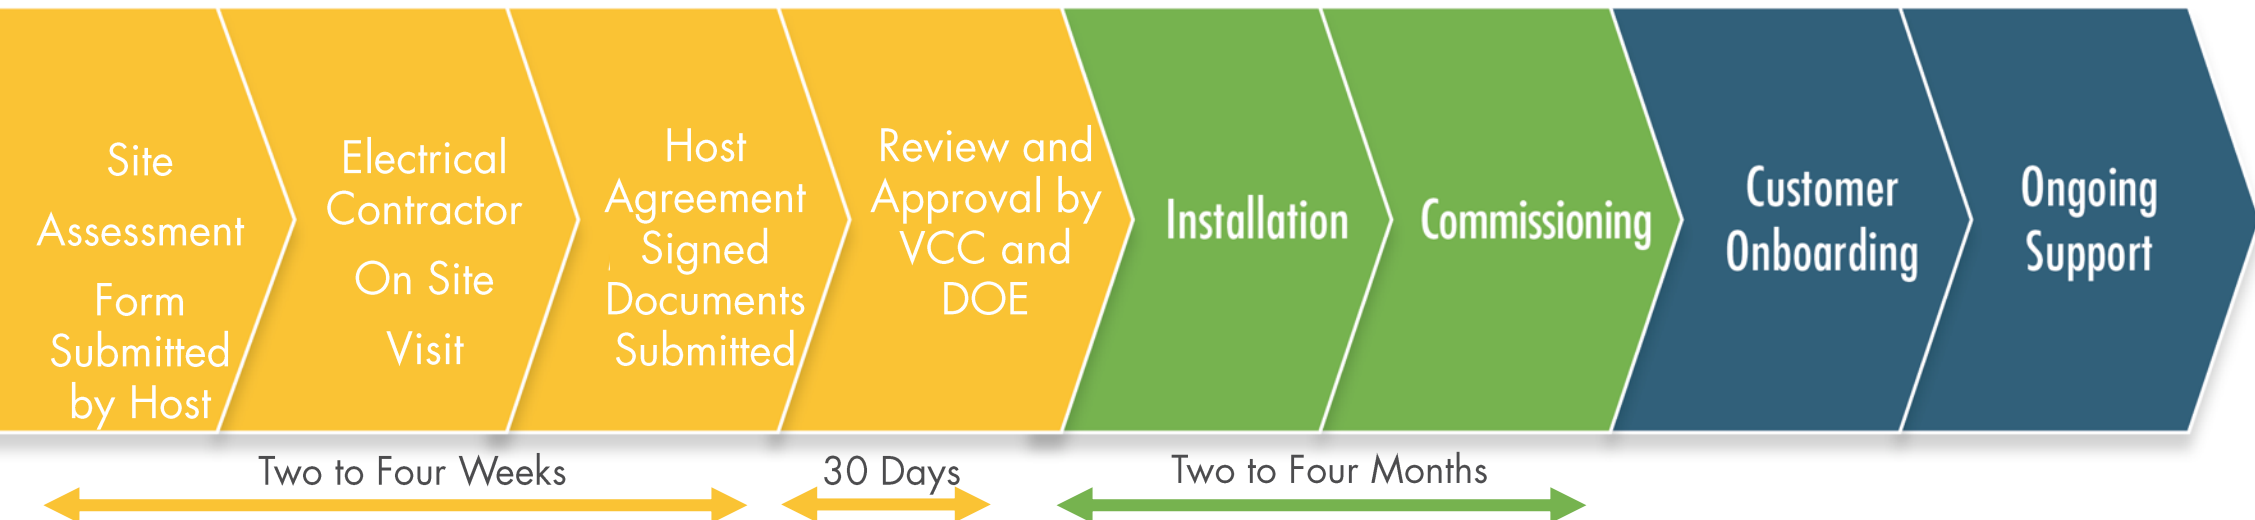 Site
Assessment
Form
Submitted
by Host
Electrical
Contractor
On Site
Visit
Host
Agreement
Signed
Documents
Submitted
Review and
Approval by
VCC and
DOE
Installation
Commissioning
Customer
Onboarding
Ongoing
Support
Two to Four Weeks
30 Days
Two to Four Months